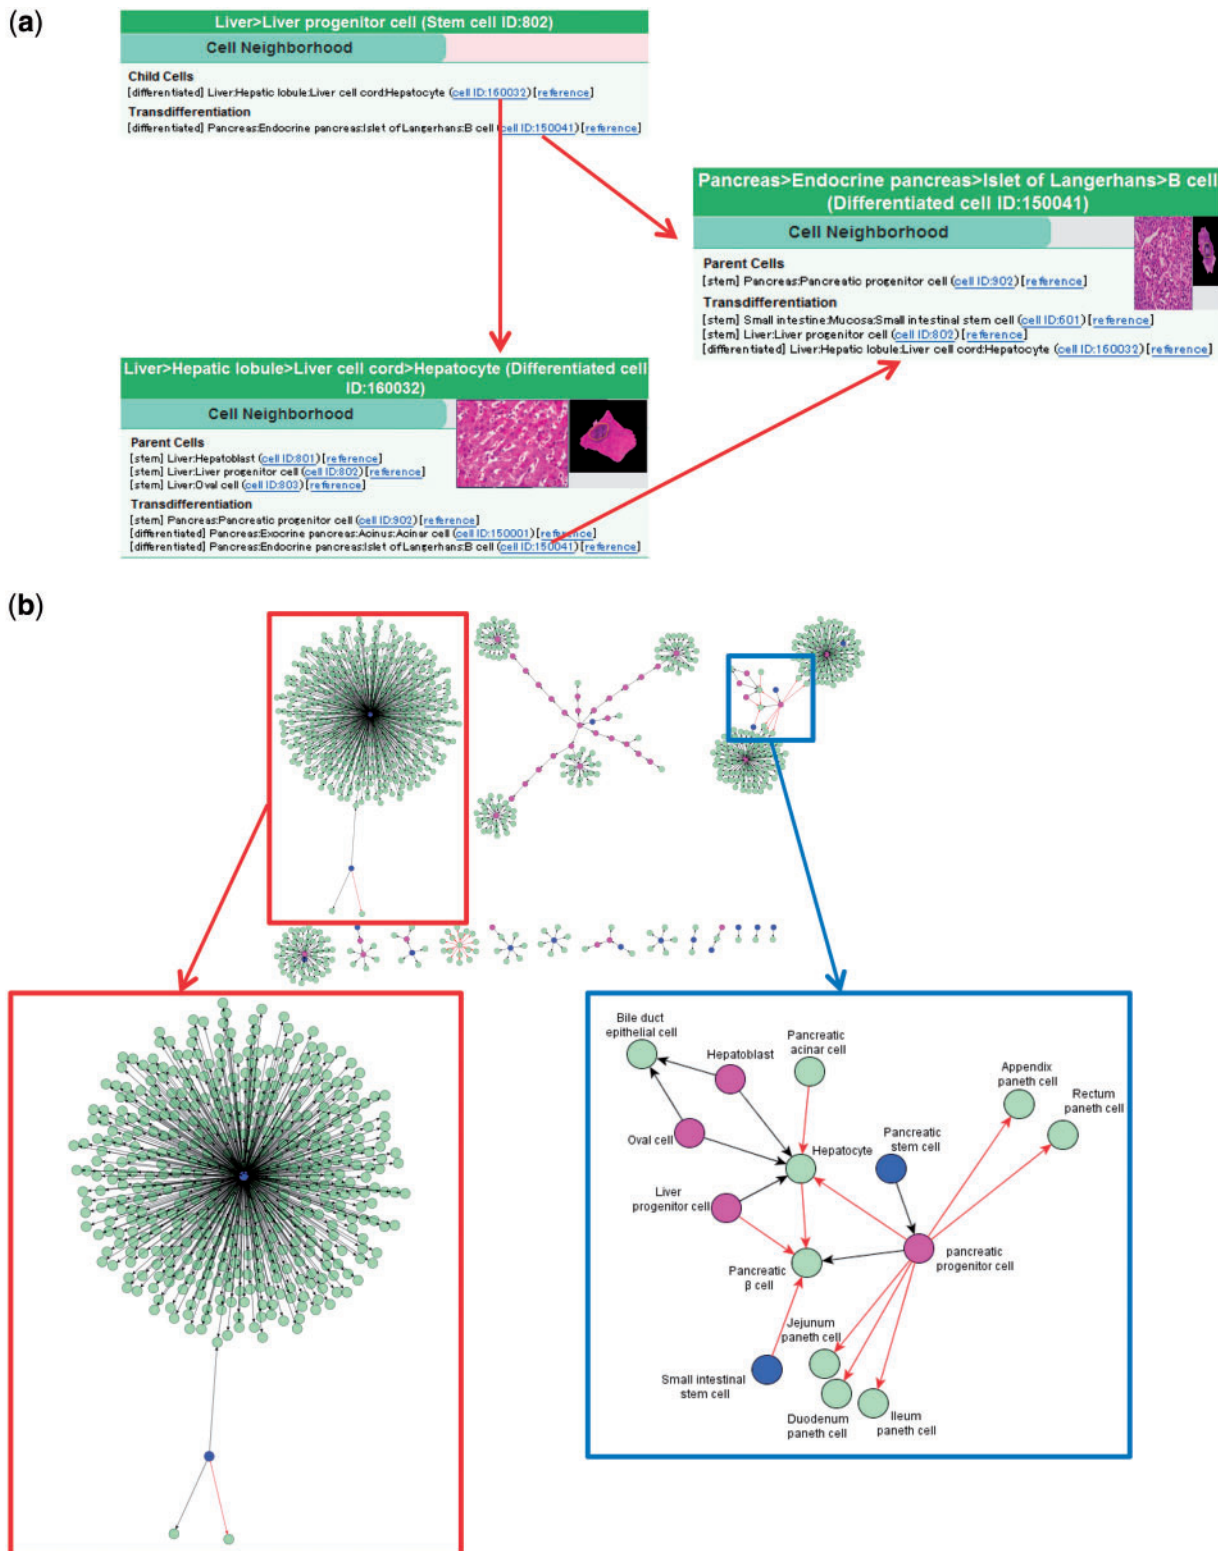 (a)
Liver>Liver progenitor cell (Stem cell ID:802)
Cell Neighborhood
Child Cells
[differentiated] Liver:Hepatic lobule:Liver cell cord:Hepatocyte (cell ID:160032)[reference]
Transdifferentiation
[differentiated] Pancreas:Endocrine pancreas:Islet of Langerhans:B cell (cell ID:150041)[reference]
Pancreas>Endocrine pancreas>Islet of Langerhans>B cell
(Differentiated cell ID:150041)
Cell Neighborhood
Parent Cells
[stem] Pancreas:Pancreatic progenitor cell (cell ID:902)[reference]
Transdifferentiation
[stem] Small intestine:Mucosa:Small intestinal stem cell (cell ID:601)[reference]
[stem] Liver:Liver progenitor cell (cell ID:802)[reference]
[differentiated] Liver:Hepatic lobule:Liver cell cord:Hepatocyte (cell ID:160032)[reference]
Liver>Hepatic lobule>Liver cell cord>Hepatocyte (Differentiated cell
ID:160032)
Cell Neighborhood
Parent Cells
[stem] Liver:Hepatoblast (cell ID:801)[reference]
[stem] Liver:Liver progenitor cell (cell ID:802)[reference]
[stem] Liver:Oval cell (cell ID:803)[reference]
Transdifferentiation
[stem] Pancreas:Pancreatic progenitor cell (cell ID:902)[reference]
[differentiated] Pancreas:Exocrine pancreas:Acinus:Acinar cell (cell ID:150001)[reference]
[differentiated] Pancreas:Endocrine pancreas:Islet of Langerhans:B cell (cell ID:150041)[reference]
(b)
Bile duct
epithelial cell
Hepatoblast
Pancreatic
acinar cell
Appendix
paneth cell
Rectum
paneth cell
Oval cell
Hepatocyte
Pancreatic
stem cell
Liver
progenitor cell
Pancreatic
β cell
pancreatic
progenitor cell
Jejunum
paneth cell
Small intestinal
stem cell
Duodenum
paneth cell
Ileum
paneth cell